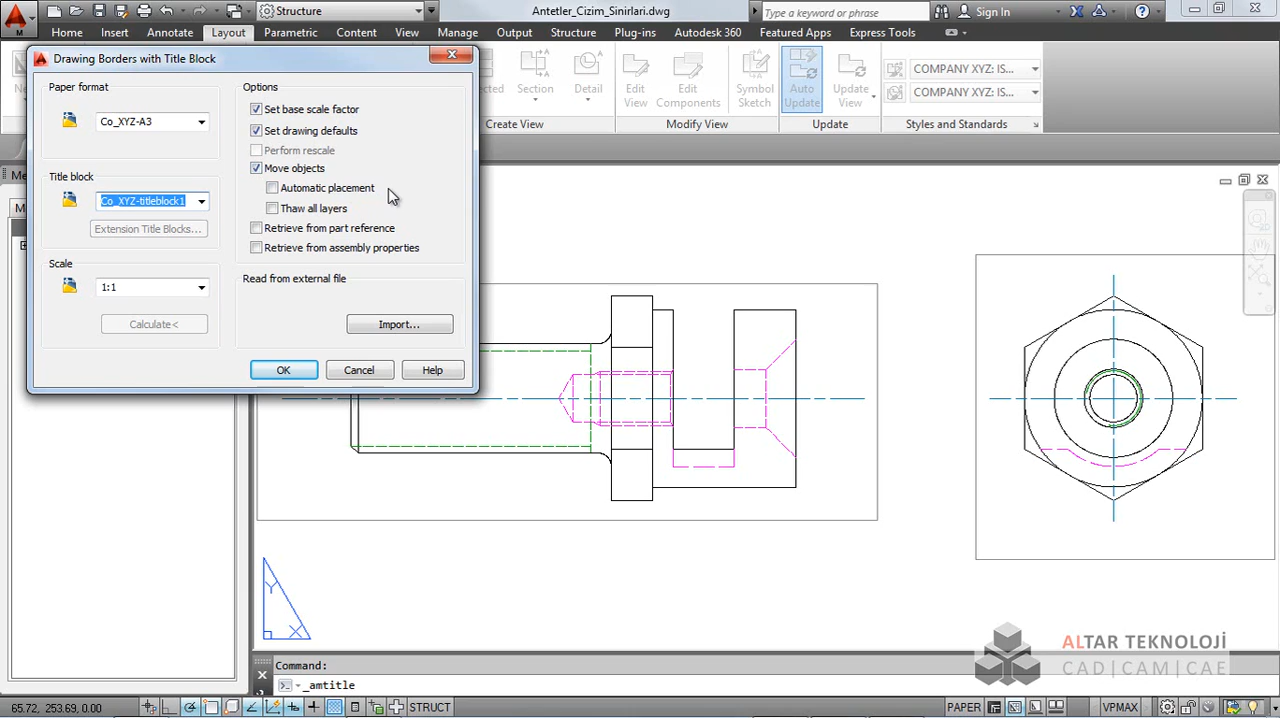 Structure
Antetler_Cizim_Sinirlari.dwg
Type a keyword or phrase
Sign In
Home Insert Annotate Layout Parametric Content View Manage Output Structure Plug-ins Autodesk 360 Featured Apps Express Tools
Section
Detail
Edit
View
Edit
Components
Symbol
Sketch
Auto
Update
Update
View
COMPANY XYZ: IS...
COMPANY XYZ: IS...
Create View
Modify View
Update
Styles and Standards
Drawing Borders with Title Block
Paper format
Co_XYZ-A3
Title block
Co_XYZ-titleblock1
Extension Title Blocks...
Scale
1:1
Calculate<
Options
Set base scale factor
Set drawing defaults
Perform rescale
Move objects
Automatic placement
Thaw all layers
Retrieve from part reference
Retrieve from assembly properties
Read from external file
Import...
OK
Cancel
Help
Y
X
ALTAR TEKNOLOJİ
CAD|CAM|CAE
Command:
_amtitle
65.72, 253.69, 0.00
STRUCT
PAPER
VPMAX